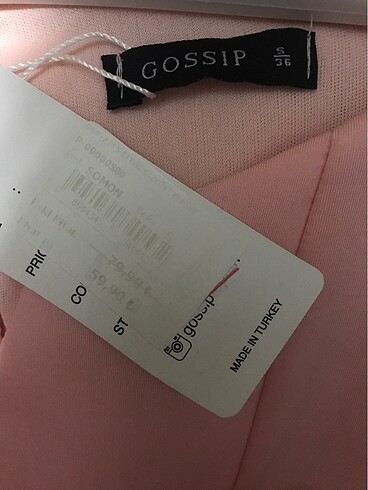 GOSSIP
S
36
SOMON
S
79,90 ₺
59,90 ₺
PRI
CO
ST
gossip
MADE IN TURKEY